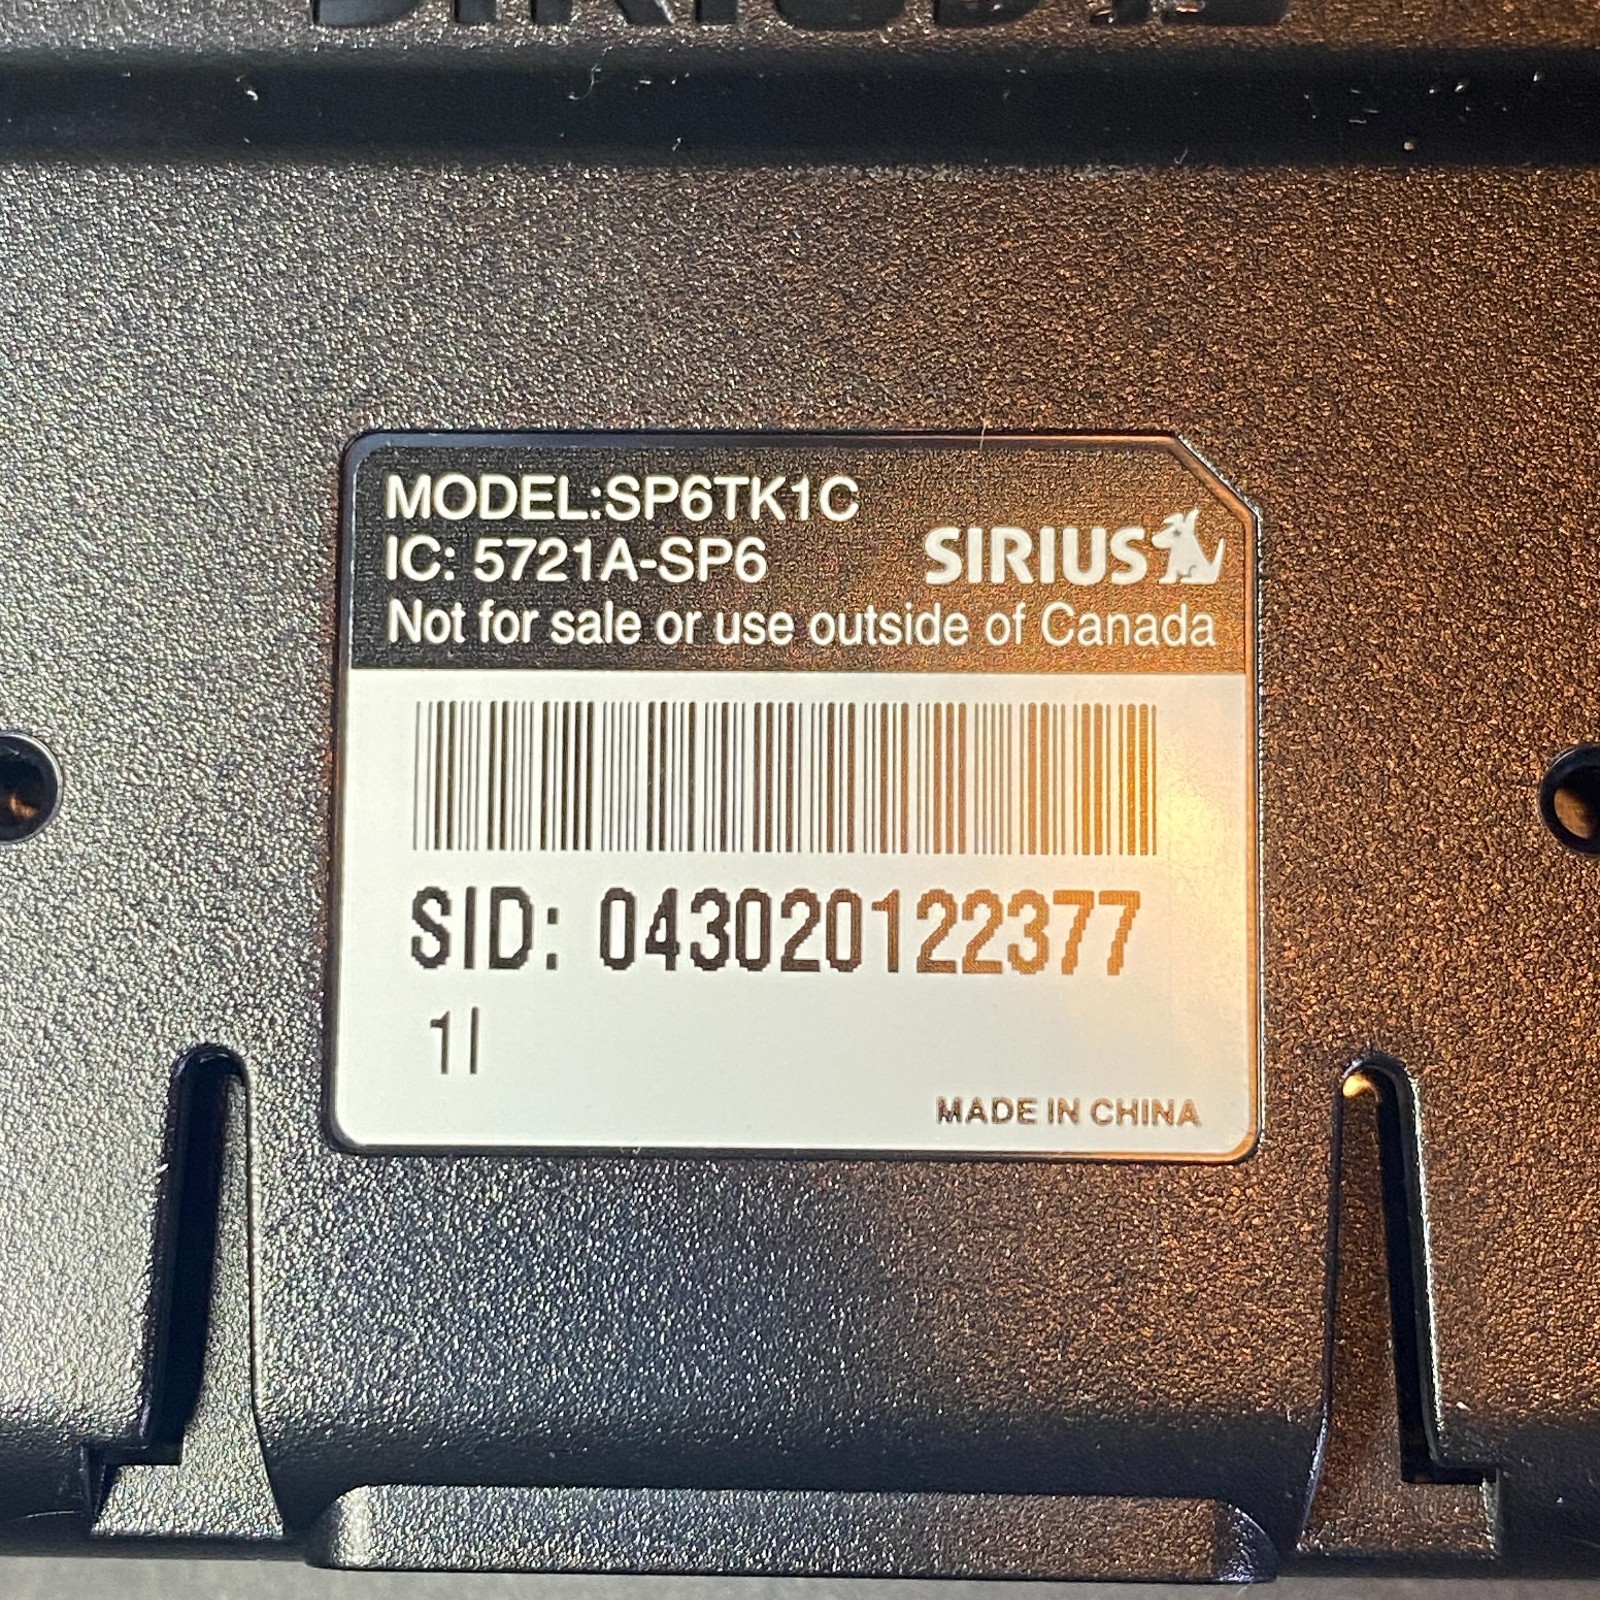 SIRIUS
MODEL:SP6TK1C
IC: 5721A-SP6
SIRIUS
Not for sale or use outside of Canada
SID: 043020122377
1I
MADE IN CHINA